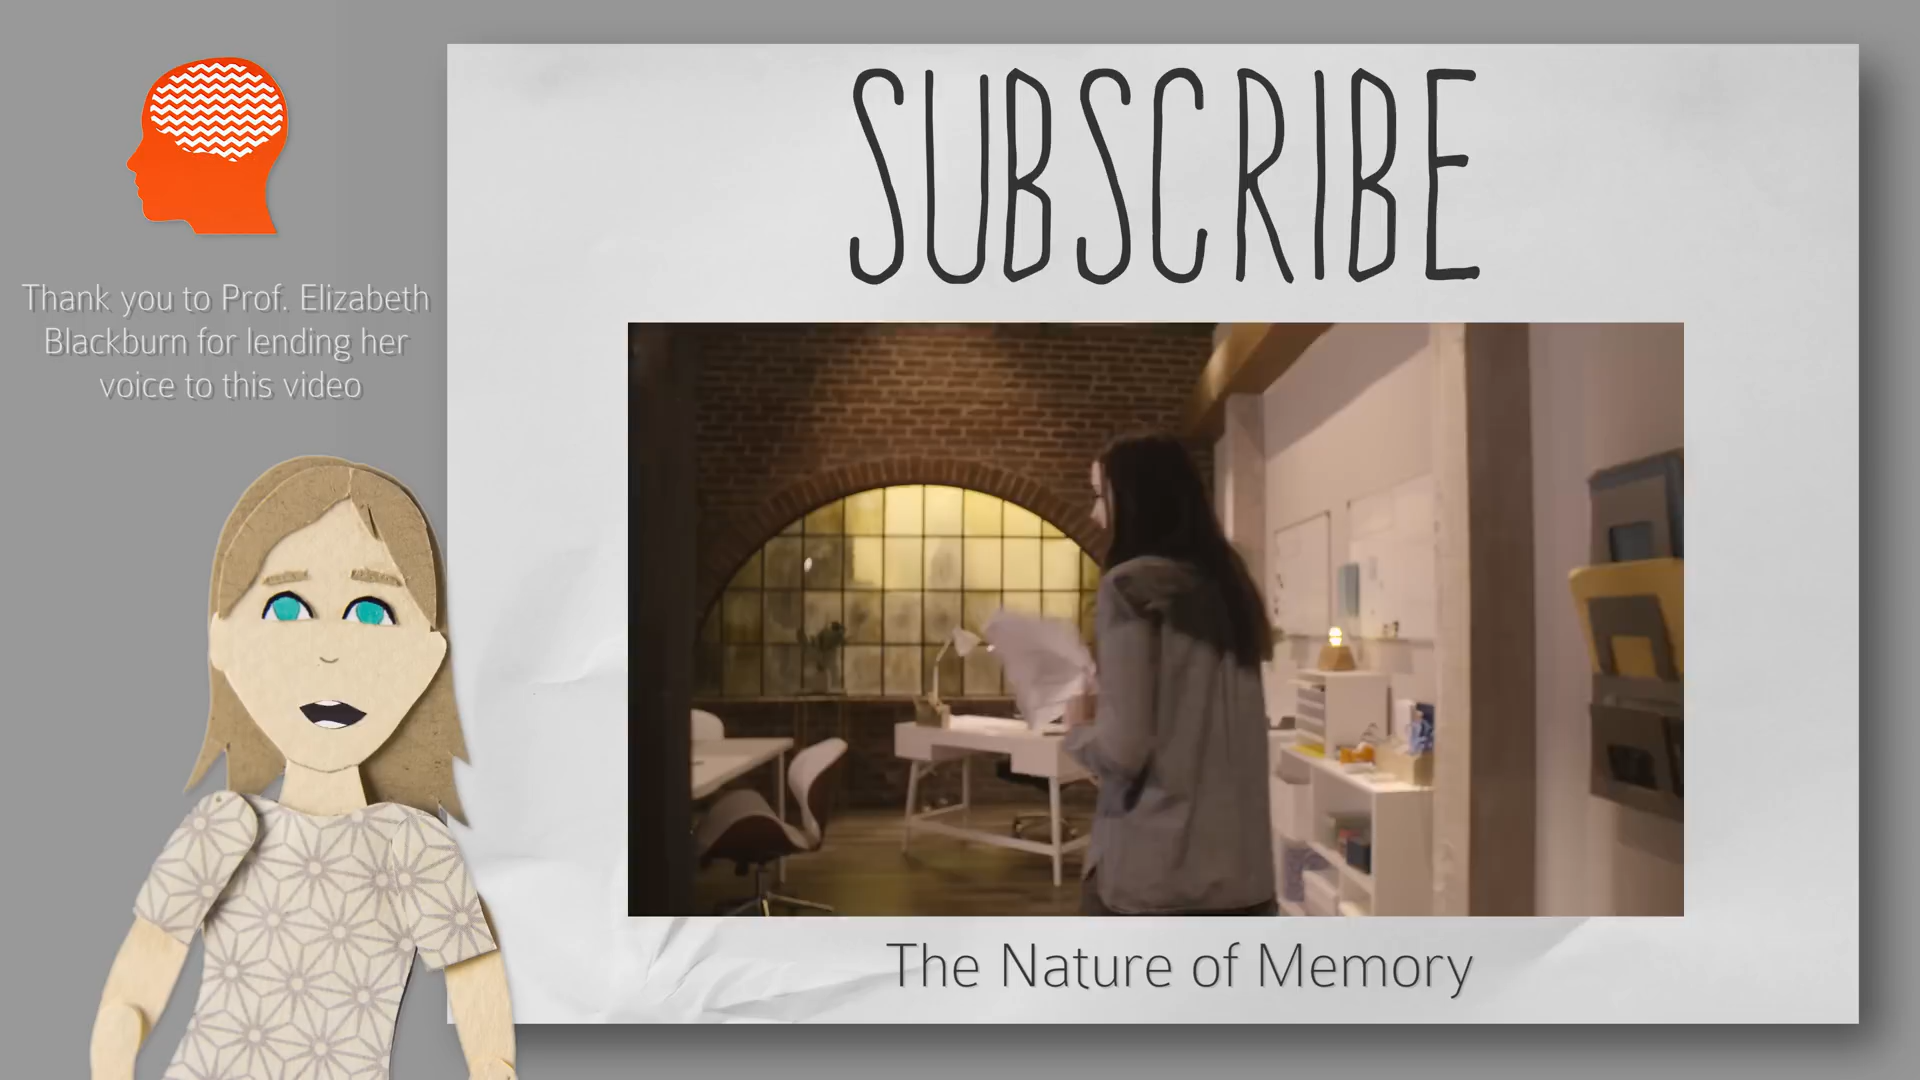 Thank you to Prof. Elizabeth
Blackburn for lending her
voice to this video
SUBSCRIBE
The Nature of Memory